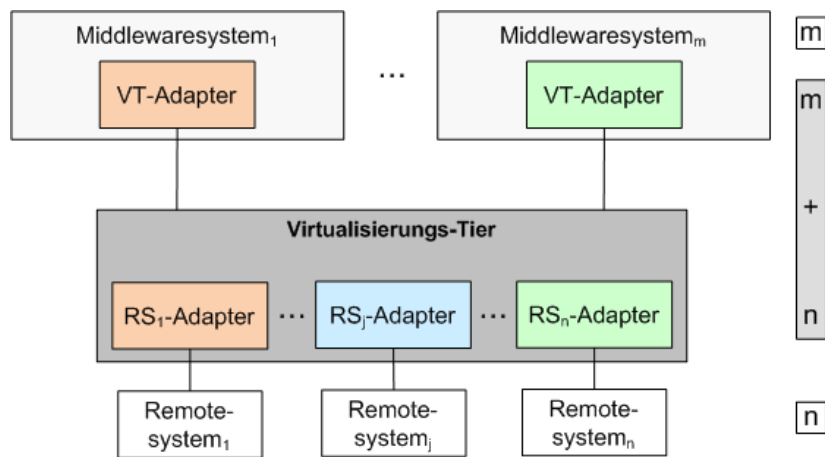 Middlewaresystem₁
...
Middlewaresystemₘ
m
VT-Adapter
VT-Adapter
m
+
n
Virtualisierungs-Tier
RS₁-Adapter
...
RSⱼ-Adapter
...
RSₙ-Adapter
Remote-
system₁
Remote-
systemⱼ
Remote-
systemₙ
n